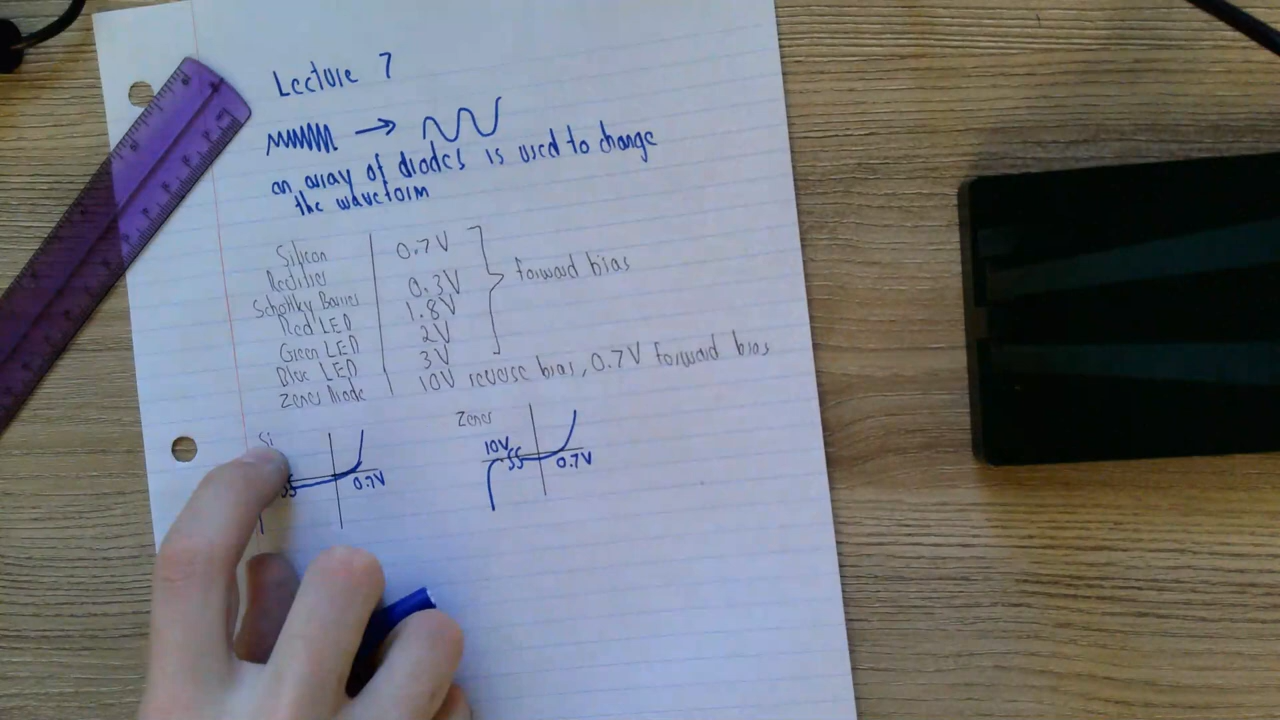 Lecture 7
an array of diodes is used to change
the waveform
Silicon 0.7V
Rectifier
Schottky Barrier 0.3V
Red LED 1.8V
Green LED 2V
Blue LED 3V
Zener Diode 10V reverse bias, 0.7V forward bias
forward bias
Si
0.7V
Zener
10V
0.7V